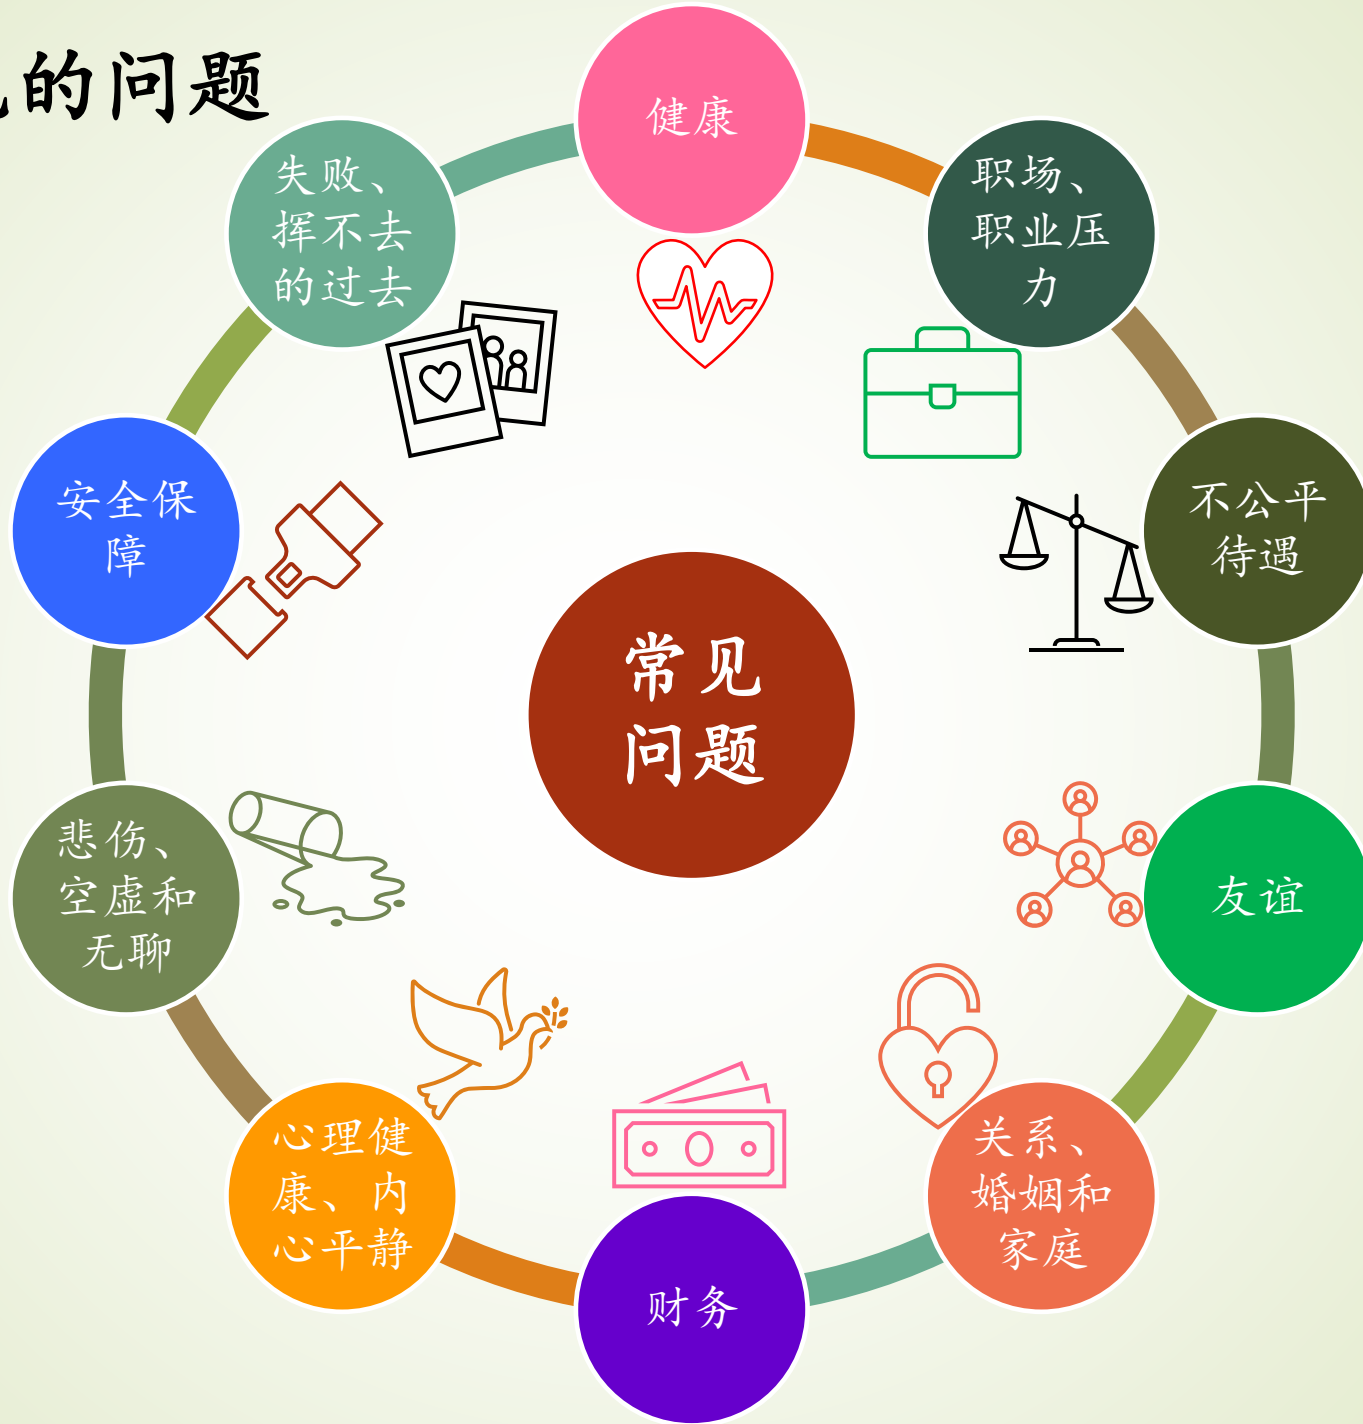 的问题
健康
职场、
职业压
力
不公平
待遇
友谊
关系、
婚姻和
家庭
财务
心理健
康、内
心平静
悲伤、
空虚和
无聊
安全保
障
失败、
挥不去
的过去
常见
问题